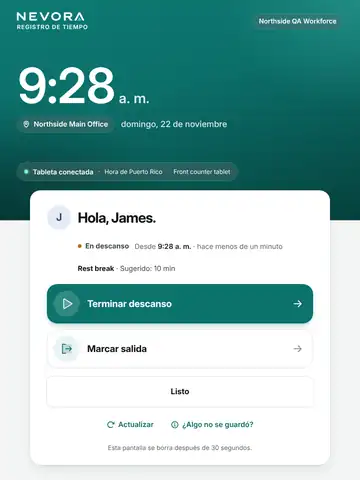 NEVORA
REGISTRO DE TIEMPO
Northside QA Workforce
9:28 a. m.
Northside Main Office
domingo, 22 de noviembre
Tableta conectada · Hora de Puerto Rico · Front counter tablet
J
Hola, James.
En descanso Desde 9:28 a. m. · hace menos de un minuto
Rest break · Sugerido: 10 min
Terminar descanso
Marcar salida
Listo
Actualizar
¿Algo no se guardó?
Esta pantalla se borra después de 30 segundos.